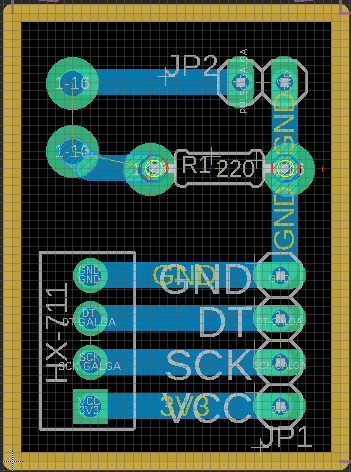 JP2
1-16
1-16
R1
220
GND
GND
HX-711
GND
GND
GND
GND
DT
DT-GALGA
DT
DT-GALGA
SCK
SCK-GALGA
SCK
SCK-GALGA
VCC
3V3
3V3
VCC
JP1